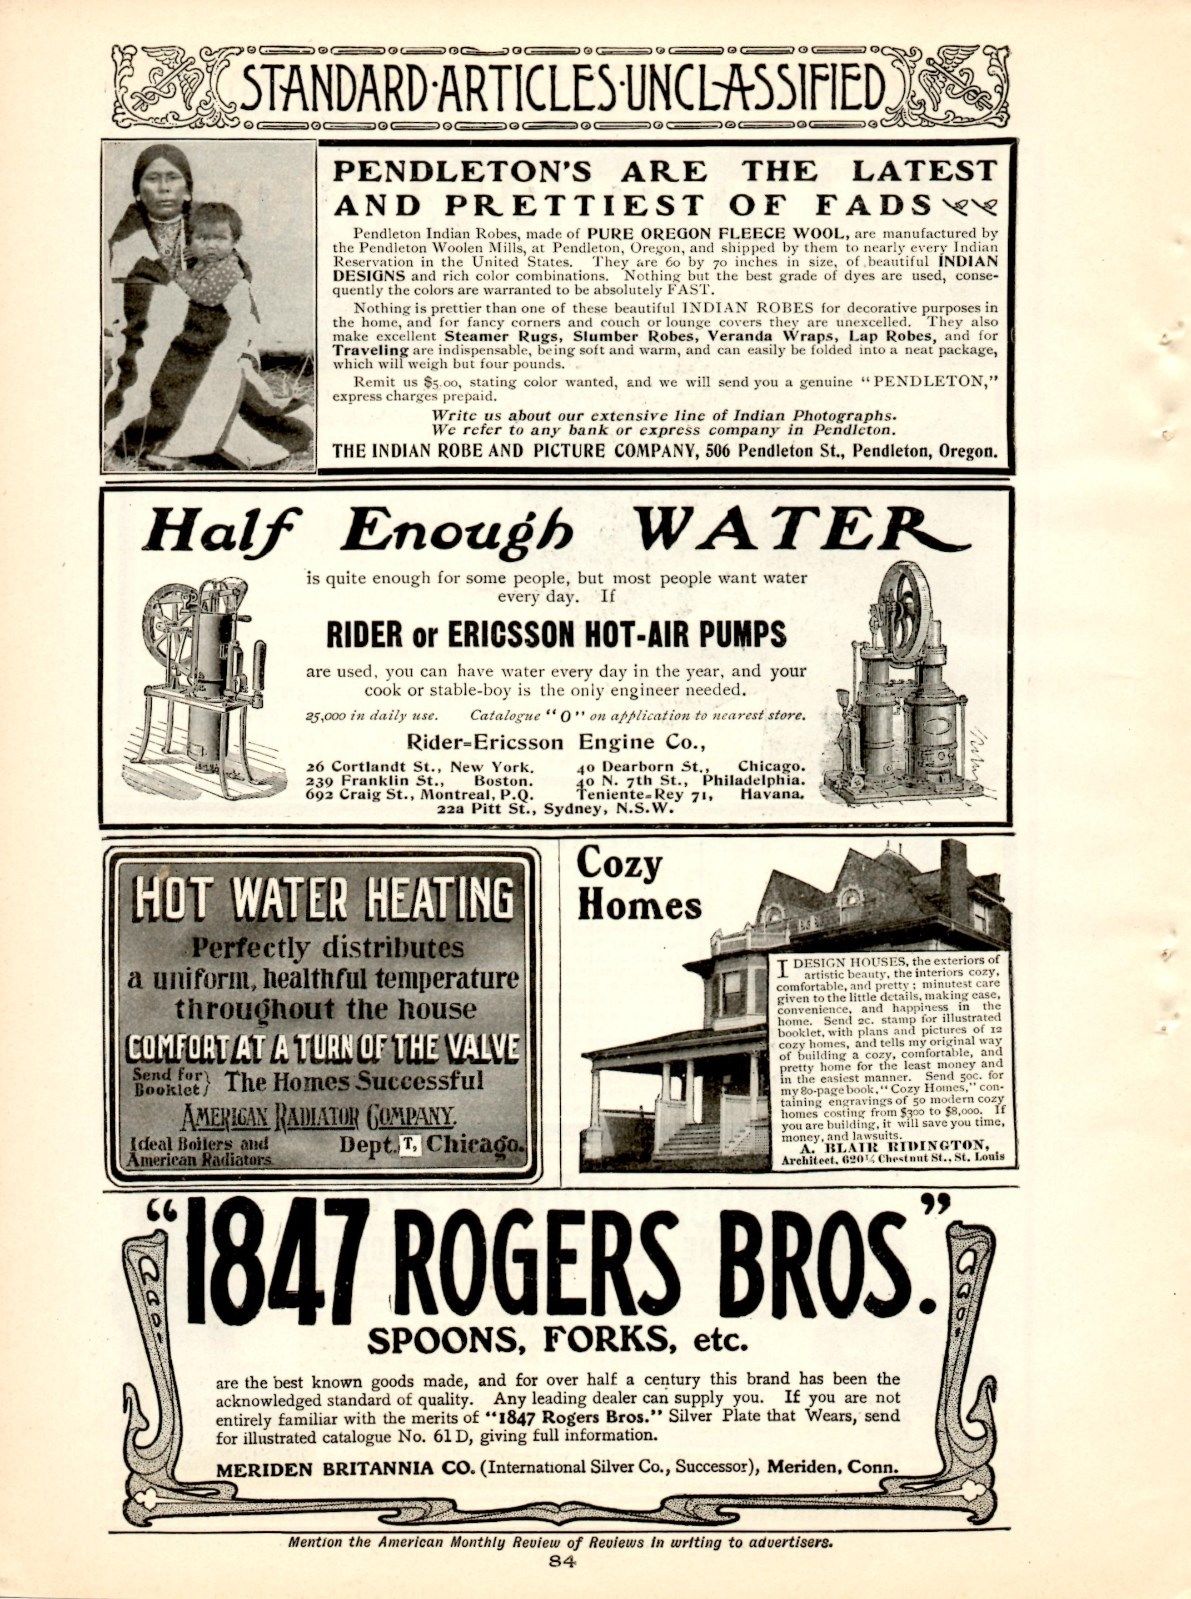 STANDARD·ARTICLES·UNCLASSIFIED
PENDLETON'S ARE THE LATEST
AND PRETTIEST OF FADS
Pendleton Indian Robes, made of PURE OREGON FLEECE WOOL, are manufactured by
the Pendleton Woolen Mills, at Pendleton, Oregon, and shipped by them to nearly every Indian
Reservation in the United States. They are 60 by 70 inches in size, of beautiful INDIAN
DESIGNS and rich color combinations. Nothing but the best grade of dyes are used, conse-
quently the colors are warranted to be absolutely FAST.
Nothing is prettier than one of these beautiful INDIAN ROBES for decorative purposes in
the home, and for fancy corners and couch or lounge covers they are unexcelled. They also
make excellent Steamer Rugs, Slumber Robes, Veranda Wraps, Lap Robes, and for
Traveling are indispensable, being soft and warm, and can easily be folded into a neat package,
which will weigh but four pounds.
Remit us $5.00, stating color wanted, and we will send you a genuine "PENDLETON,"
express charges prepaid.
Write us about our extensive line of Indian Photographs.
We refer to any bank or express company in Pendleton.
THE INDIAN ROBE AND PICTURE COMPANY, 506 Pendleton St., Pendleton, Oregon.
Half Enough WATER
is quite enough for some people, but most people want water
every day. If
RIDER or ERICSSON HOT-AIR PUMPS
are used, you can have water every day in the year, and your
cook or stable-boy is the only engineer needed.
25,000 in daily use. Catalogue "O" on application to nearest store.
Rider-Ericsson Engine Co.,
26 Cortlandt St., New York. 40 Dearborn St., Chicago.
239 Franklin St., Boston. 40 N. 7th St., Philadelphia.
692 Craig St., Montreal, P.Q. Teniente-Rey 71, Havana.
22a Pitt St., Sydney, N.S.W.
HOT WATER HEATING
Perfectly distributes
a uniform, healthful temperature
throughout the house
COMFORT AT A TURN OF THE VALVE
Send for
Booklet} The Homes Successful
AMERICAN RADIATOR COMPANY.
Ideal Boilers and
American Radiators Dept. T, Chicago.
Cozy
Homes
I DESIGN HOUSES, the exteriors of
artistic beauty, the interiors cozy,
comfortable, and pretty; minutest care
given to the little details, making ease,
convenience, and happiness in the
home. Send 2c. stamp for illustrated
booklet, with plans and pictures of 12
cozy homes, and tells my original way
of building a cozy, comfortable, and
pretty home for the least money and
in the easiest manner. Send 50c. for
my 80-page book, "Cozy Homes," con-
taining engravings of 50 modern cozy
homes costing from $300 to $8,000. If
you are building, it will save you time,
money, and lawsuits.
A. BLAIR RIDINGTON,
Architect, 620¼ Chestnut St., St. Louis
"1847 ROGERS BROS."
SPOONS, FORKS, etc.
are the best known goods made, and for over half a century this brand has been the
acknowledged standard of quality. Any leading dealer can supply you. If you are not
entirely familiar with the merits of "1847 Rogers Bros." Silver Plate that Wears, send
for illustrated catalogue No. 61 D, giving full information.
MERIDEN BRITANNIA CO. (International Silver Co., Successor), Meriden, Conn.
Mention the American Monthly Review of Reviews in writing to advertisers.
84